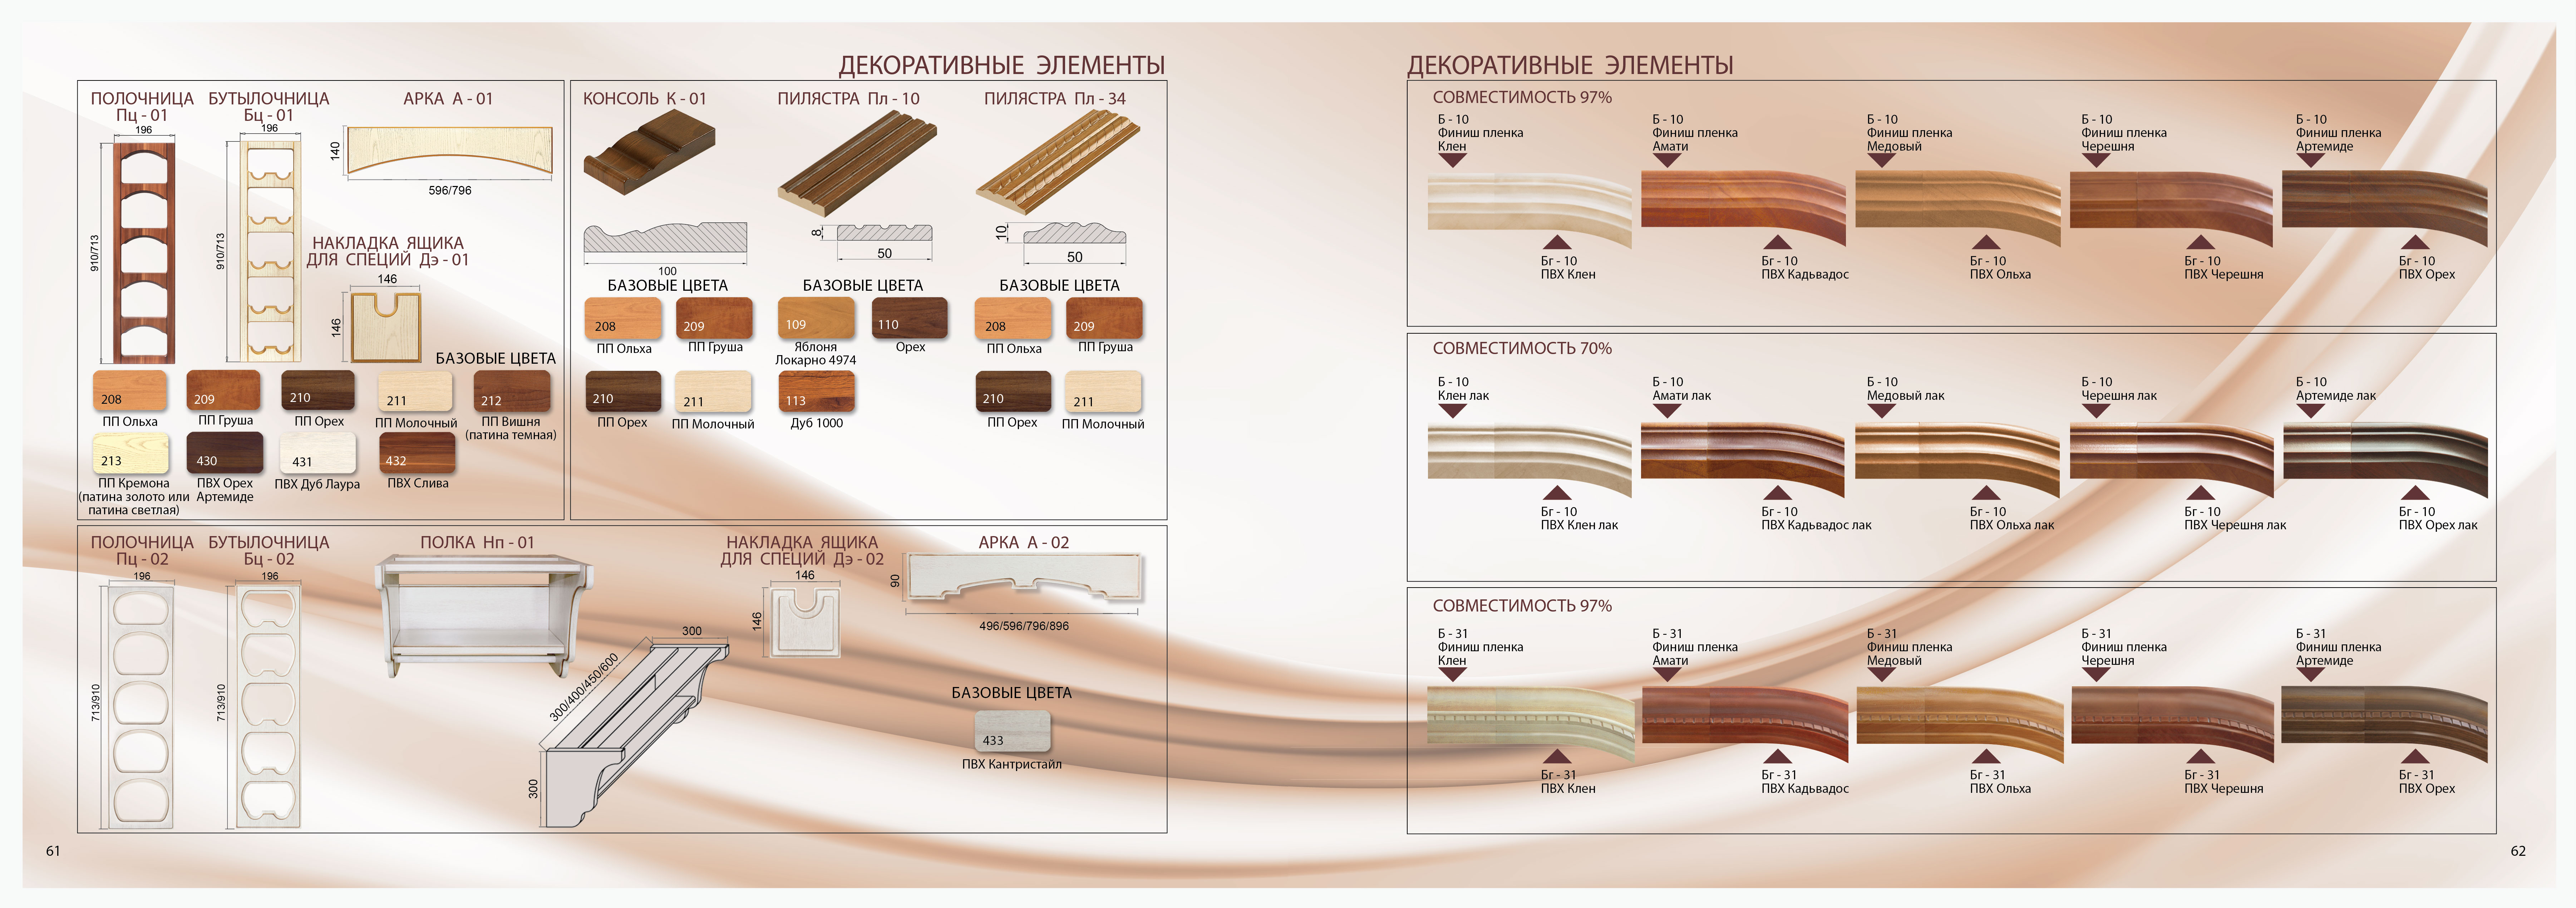 ДЕКОРАТИВНЫЕ ЭЛЕМЕНТЫ
ПОЛОЧНИЦА
Пц - 01
196
910/713
БУТЫЛОЧНИЦА
Бц - 01
196
910/713
АРКА А - 01
140
596/796
НАКЛАДКА ЯЩИКА
ДЛЯ СПЕЦИЙ Дэ - 01
146
146
БАЗОВЫЕ ЦВЕТА
208
ПП Ольха
209
ПП Груша
210
ПП Орех
211
ПП Молочный
212
ПП Вишня
(патина темная)
213
ПП Кремона
(патина золото или
патина светлая)
430
ПВХ Орех
Артемиде
431
ПВХ Дуб Лаура
432
ПВХ Слива
КОНСОЛЬ К - 01
100
БАЗОВЫЕ ЦВЕТА
208
ПП Ольха
209
ПП Груша
210
ПП Орех
211
ПП Молочный
ПИЛЯСТРА Пл - 10
8
50
БАЗОВЫЕ ЦВЕТА
109
Яблоня
Локарно 4974
110
Орех
113
Дуб 1000
ПИЛЯСТРА Пл - 34
10
50
БАЗОВЫЕ ЦВЕТА
208
ПП Ольха
209
ПП Груша
210
ПП Орех
211
ПП Молочный
ПОЛОЧНИЦА
Пц - 02
196
713/910
БУТЫЛОЧНИЦА
Бц - 02
196
713/910
ПОЛКА Нп - 01
300
300/400/450/600
300
НАКЛАДКА ЯЩИКА
ДЛЯ СПЕЦИЙ Дэ - 02
146
146
АРКА А - 02
90
496/596/796/896
БАЗОВЫЕ ЦВЕТА
433
ПВХ Кантристайл
61
ДЕКОРАТИВНЫЕ ЭЛЕМЕНТЫ
СОВМЕСТИМОСТЬ 97%
Б - 10
Финиш пленка
Клен
Б - 10
Финиш пленка
Амати
Б - 10
Финиш пленка
Медовый
Б - 10
Финиш пленка
Черешня
Б - 10
Финиш пленка
Артемиде
Бг - 10
ПВХ Клен
Бг - 10
ПВХ Кадьвадос
Бг - 10
ПВХ Ольха
Бг - 10
ПВХ Черешня
Бг - 10
ПВХ Орех
СОВМЕСТИМОСТЬ 70%
Б - 10
Клен лак
Б - 10
Амати лак
Б - 10
Медовый лак
Б - 10
Черешня лак
Б - 10
Артемиде лак
Бг - 10
ПВХ Клен лак
Бг - 10
ПВХ Кадьвадос лак
Бг - 10
ПВХ Ольха лак
Бг - 10
ПВХ Черешня лак
Бг - 10
ПВХ Орех лак
СОВМЕСТИМОСТЬ 97%
Б - 31
Финиш пленка
Клен
Б - 31
Финиш пленка
Амати
Б - 31
Финиш пленка
Медовый
Б - 31
Финиш пленка
Черешня
Б - 31
Финиш пленка
Артемиде
Бг - 31
ПВХ Клен
Бг - 31
ПВХ Кадьвадос
Бг - 31
ПВХ Ольха
Бг - 31
ПВХ Черешня
Бг - 31
ПВХ Орех
62